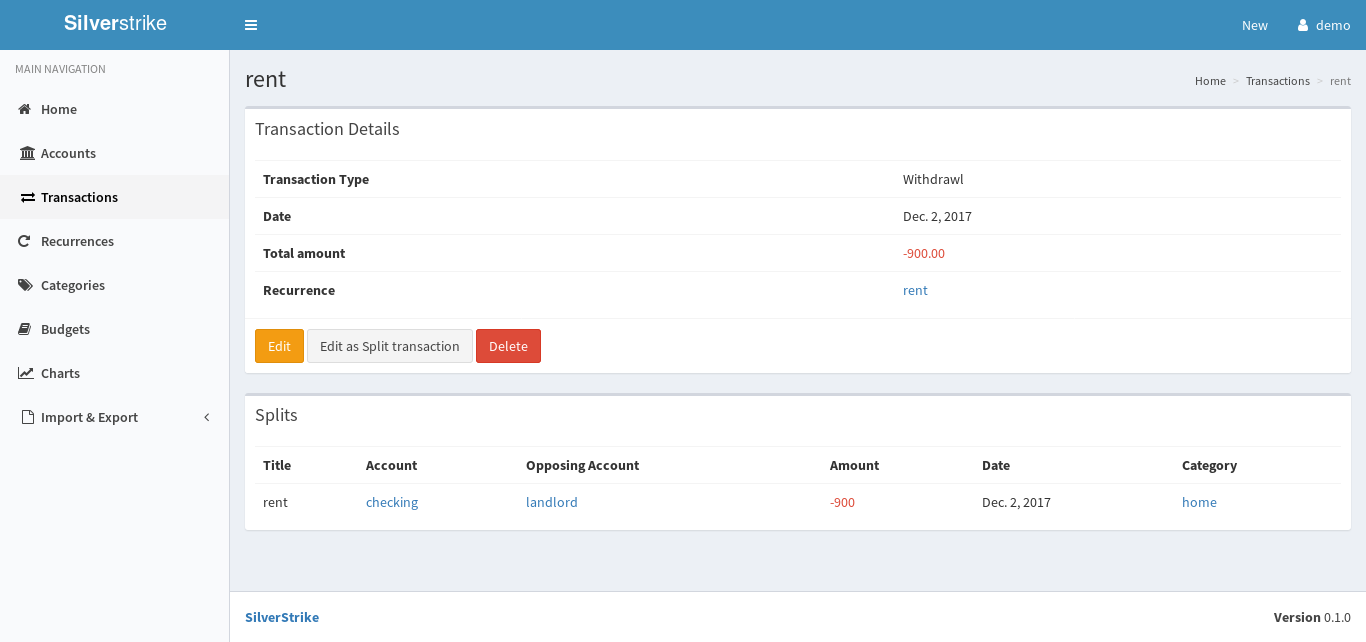 Silverstrike
New demo
MAIN NAVIGATION
Home
Accounts
Transactions
Recurrences
Categories
Budgets
Charts
Import & Export
rent
Home > Transactions > rent
Transaction Details
Transaction Type Withdrawl
Date Dec. 2, 2017
Total amount -900.00
Recurrence rent
Edit Edit as Split transaction Delete
Splits
Title Account Opposing Account Amount Date Category
rent checking landlord -900 Dec. 2, 2017 home
SilverStrike Version 0.1.0